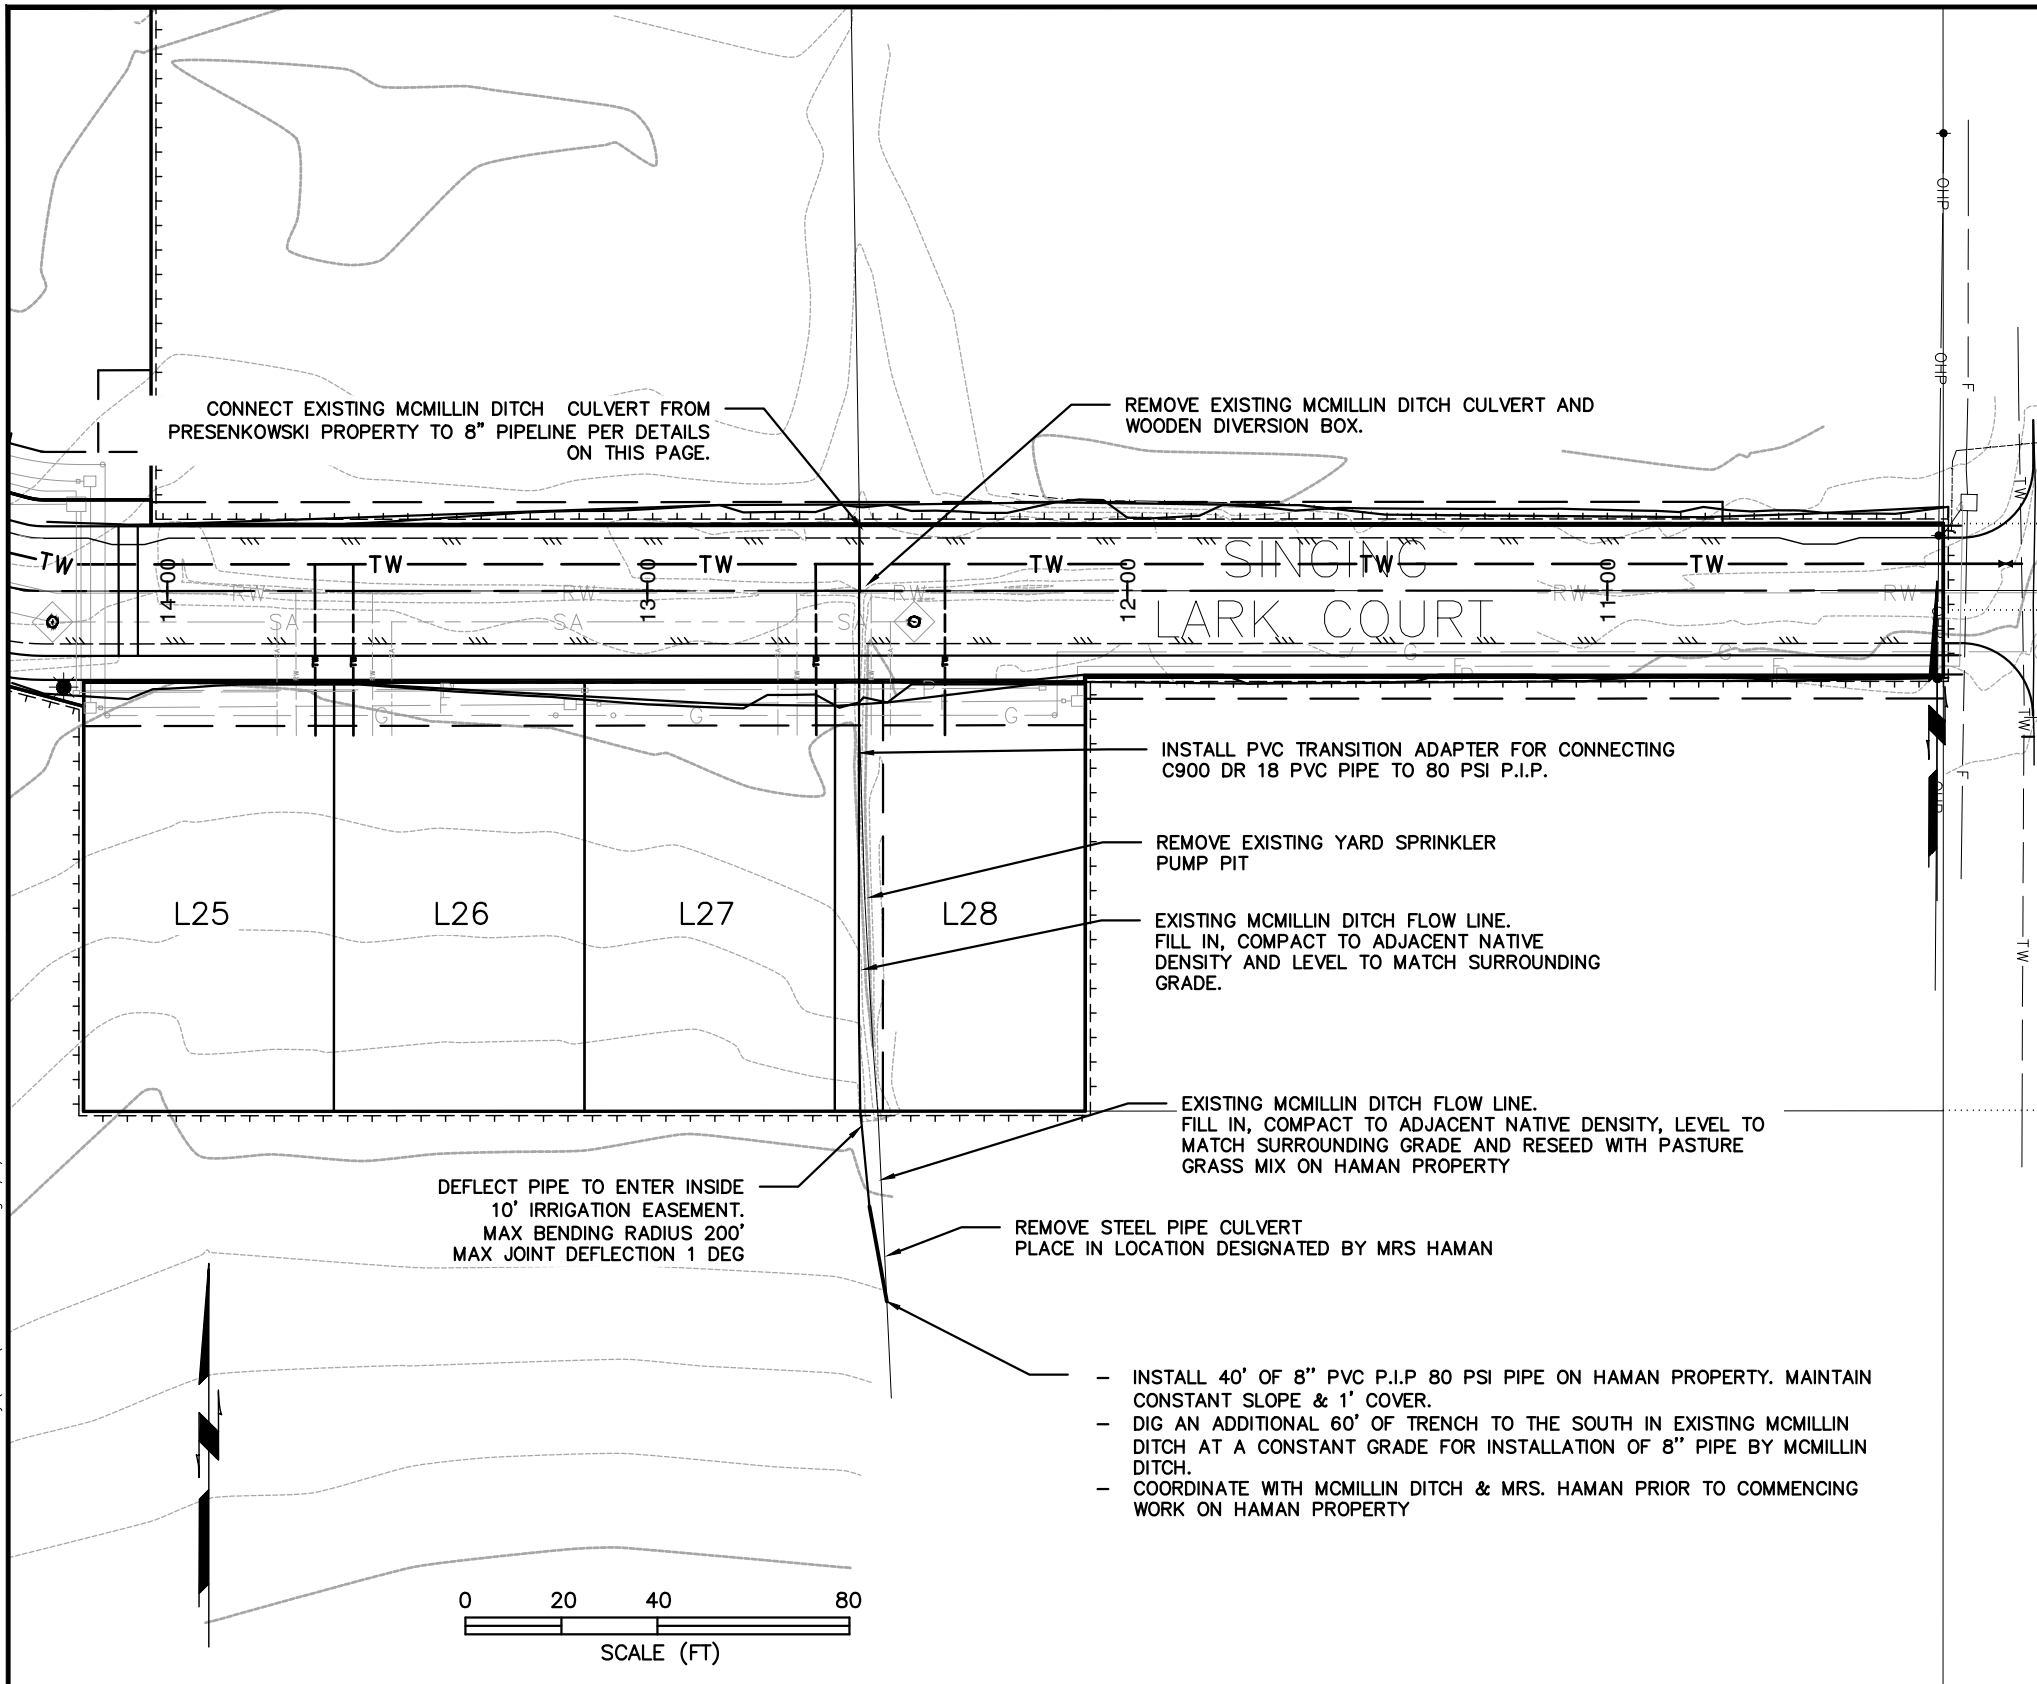 OHP
OHP
F
CONNECT EXISTING MCMILLIN DITCH CULVERT FROM
PRESENKOWSKI PROPERTY TO 8" PIPELINE PER DETAILS
ON THIS PAGE.
REMOVE EXISTING MCMILLIN DITCH CULVERT AND
WOODEN DIVERSION BOX.
TW
TW TW TW TW TW TW
SINGING
LARK COURT
14+00 13+00 12+00 11+00
RW RW RW RW RW
SA SA SA
G F G F
F P F
G G G
TW
F
OHP
TW
INSTALL PVC TRANSITION ADAPTER FOR CONNECTING
C900 DR 18 PVC PIPE TO 80 PSI P.I.P.
REMOVE EXISTING YARD SPRINKLER
PUMP PIT
L25 L26 L27 L28
EXISTING MCMILLIN DITCH FLOW LINE.
FILL IN, COMPACT TO ADJACENT NATIVE
DENSITY AND LEVEL TO MATCH SURROUNDING
GRADE.
EXISTING MCMILLIN DITCH FLOW LINE.
FILL IN, COMPACT TO ADJACENT NATIVE DENSITY, LEVEL TO
MATCH SURROUNDING GRADE AND RESEED WITH PASTURE
GRASS MIX ON HAMAN PROPERTY
DEFLECT PIPE TO ENTER INSIDE
10' IRRIGATION EASEMENT.
MAX BENDING RADIUS 200'
MAX JOINT DEFLECTION 1 DEG
REMOVE STEEL PIPE CULVERT
PLACE IN LOCATION DESIGNATED BY MRS HAMAN
- INSTALL 40' OF 8" PVC P.I.P 80 PSI PIPE ON HAMAN PROPERTY. MAINTAIN
CONSTANT SLOPE & 1' COVER.
- DIG AN ADDITIONAL 60' OF TRENCH TO THE SOUTH IN EXISTING MCMILLIN
DITCH AT A CONSTANT GRADE FOR INSTALLATION OF 8" PIPE BY MCMILLIN
DITCH.
- COORDINATE WITH MCMILLIN DITCH & MRS. HAMAN PRIOR TO COMMENCING
WORK ON HAMAN PROPERTY
N
N
0 20 40 80
SCALE (FT)